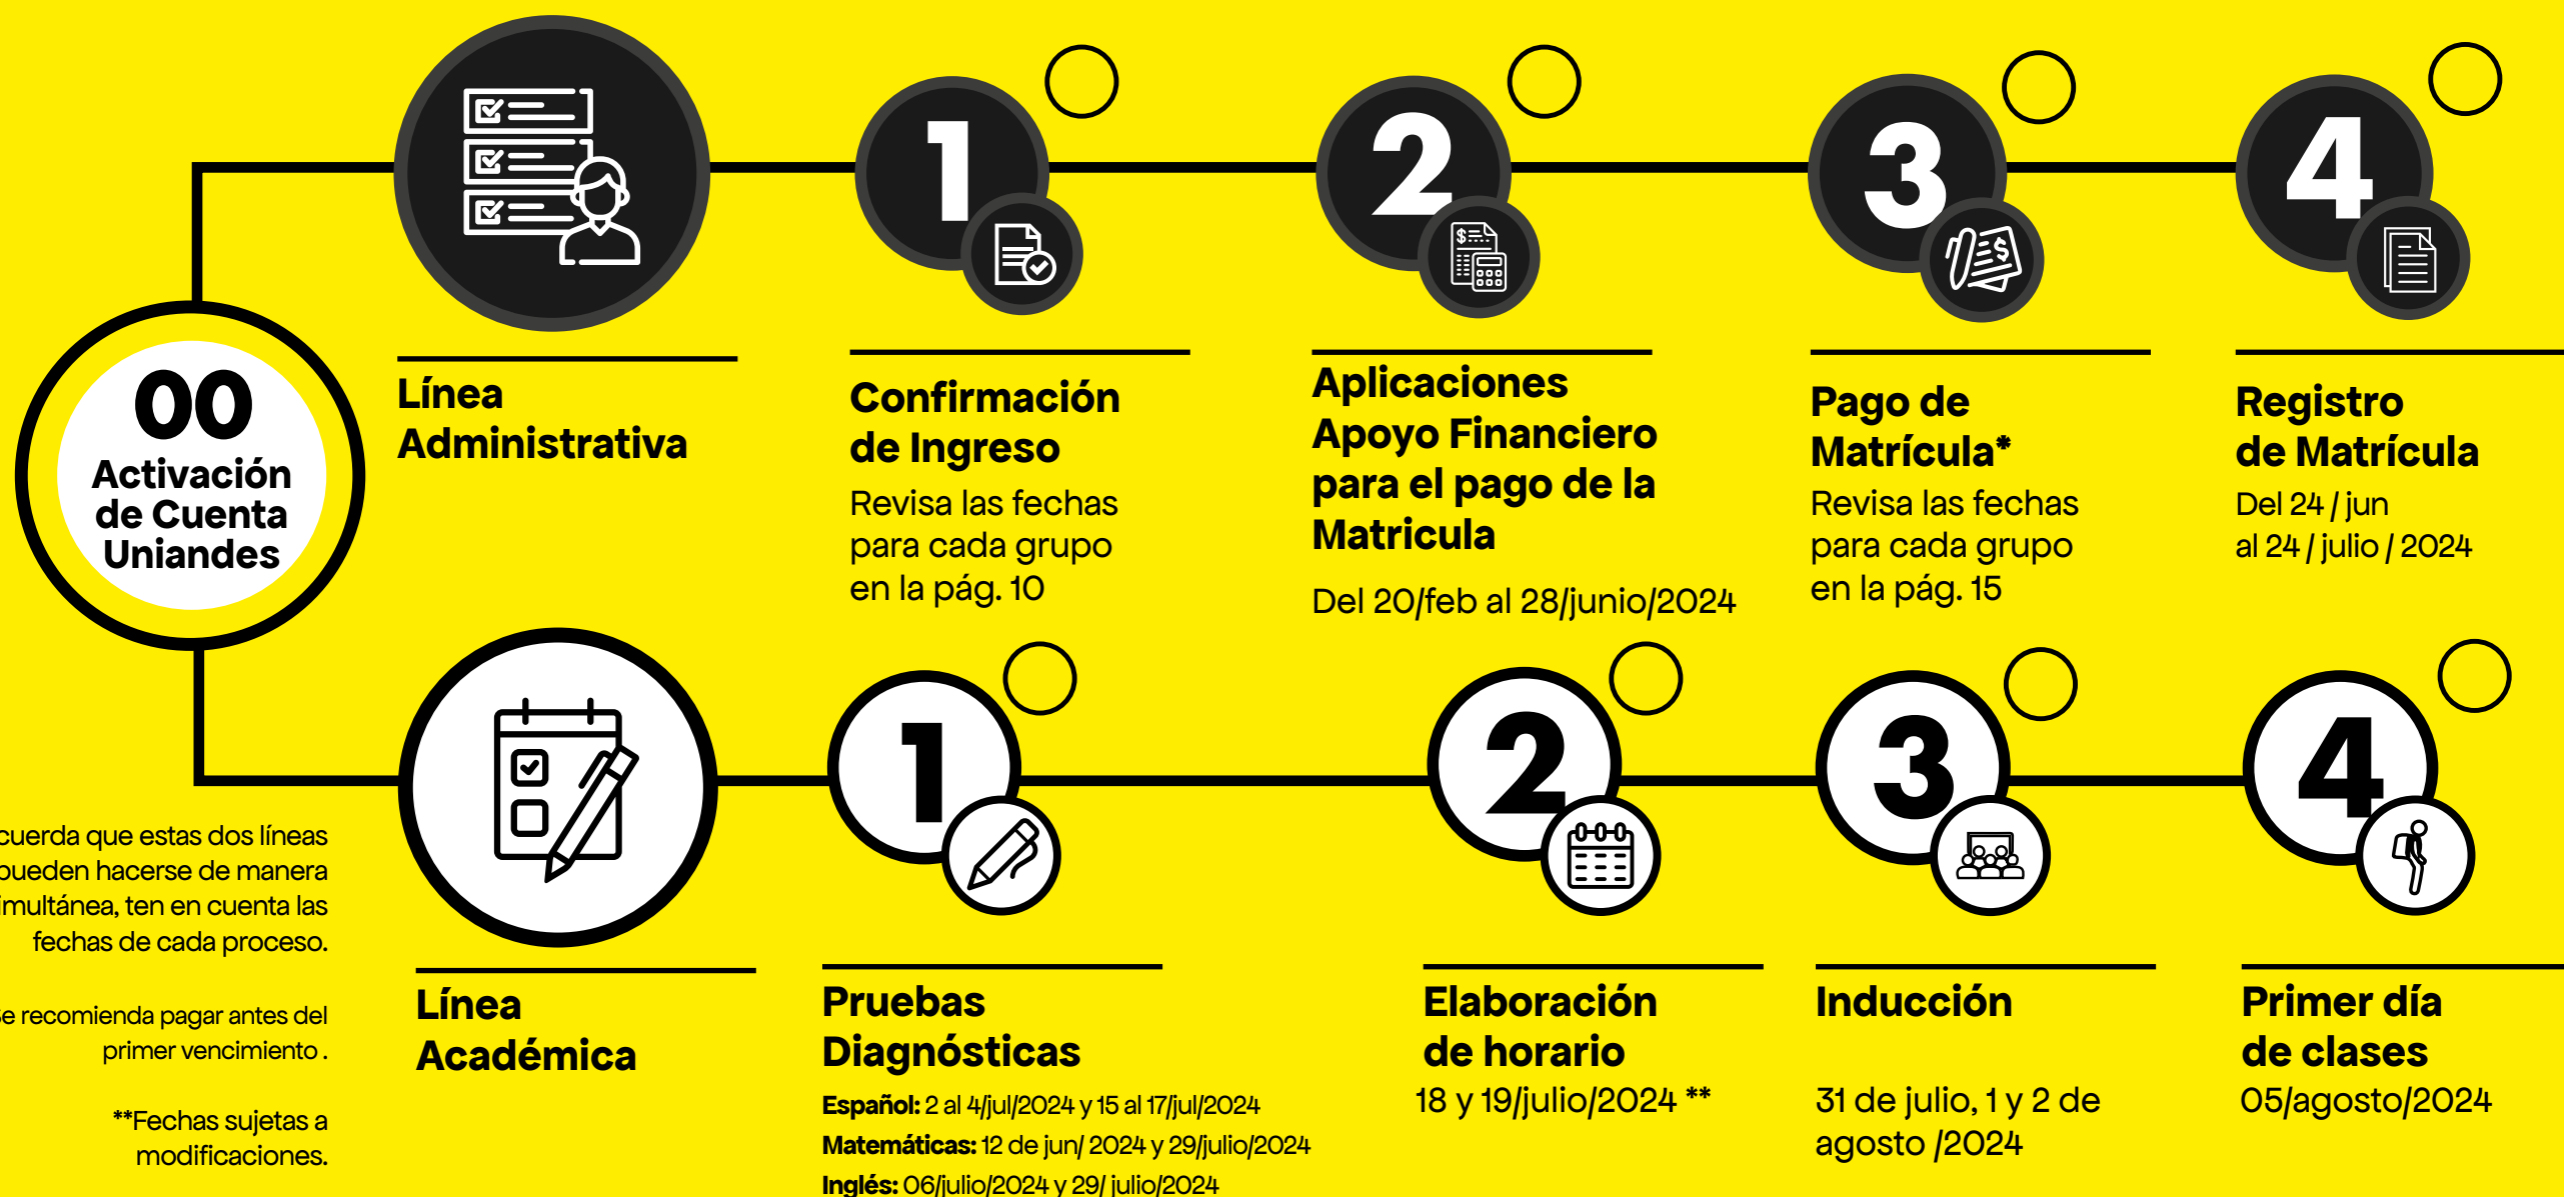 00
Activación
de Cuenta
Uniandes
Línea
Administrativa
1
Confirmación
de Ingreso
Revisa las fechas
para cada grupo
en la pág. 10
2
Aplicaciones
Apoyo Financiero
para el pago de la
Matricula
Del 20/feb al 28/junio/2024
3
Pago de
Matrícula*
Revisa las fechas
para cada grupo
en la pág. 15
4
Registro
de Matrícula
Del 24 / jun
al 24 / julio / 2024
cuerda que estas dos líneas
pueden hacerse de manera
imultánea, ten en cuenta las
fechas de cada proceso.
Se recomienda pagar antes del
primer vencimiento .
**Fechas sujetas a
modificaciones.
Línea
Académica
1
Pruebas
Diagnósticas
Español: 2 al 4/jul/2024 y 15 al 17/jul/2024
Matemáticas: 12 de jun/ 2024 y 29/julio/2024
Inglés: 06/julio/2024 y 29/ julio/2024
2
Elaboración
de horario
18 y 19/julio/2024 **
3
Inducción
31 de julio, 1 y 2 de
agosto /2024
4
Primer día
de clases
05/agosto/2024